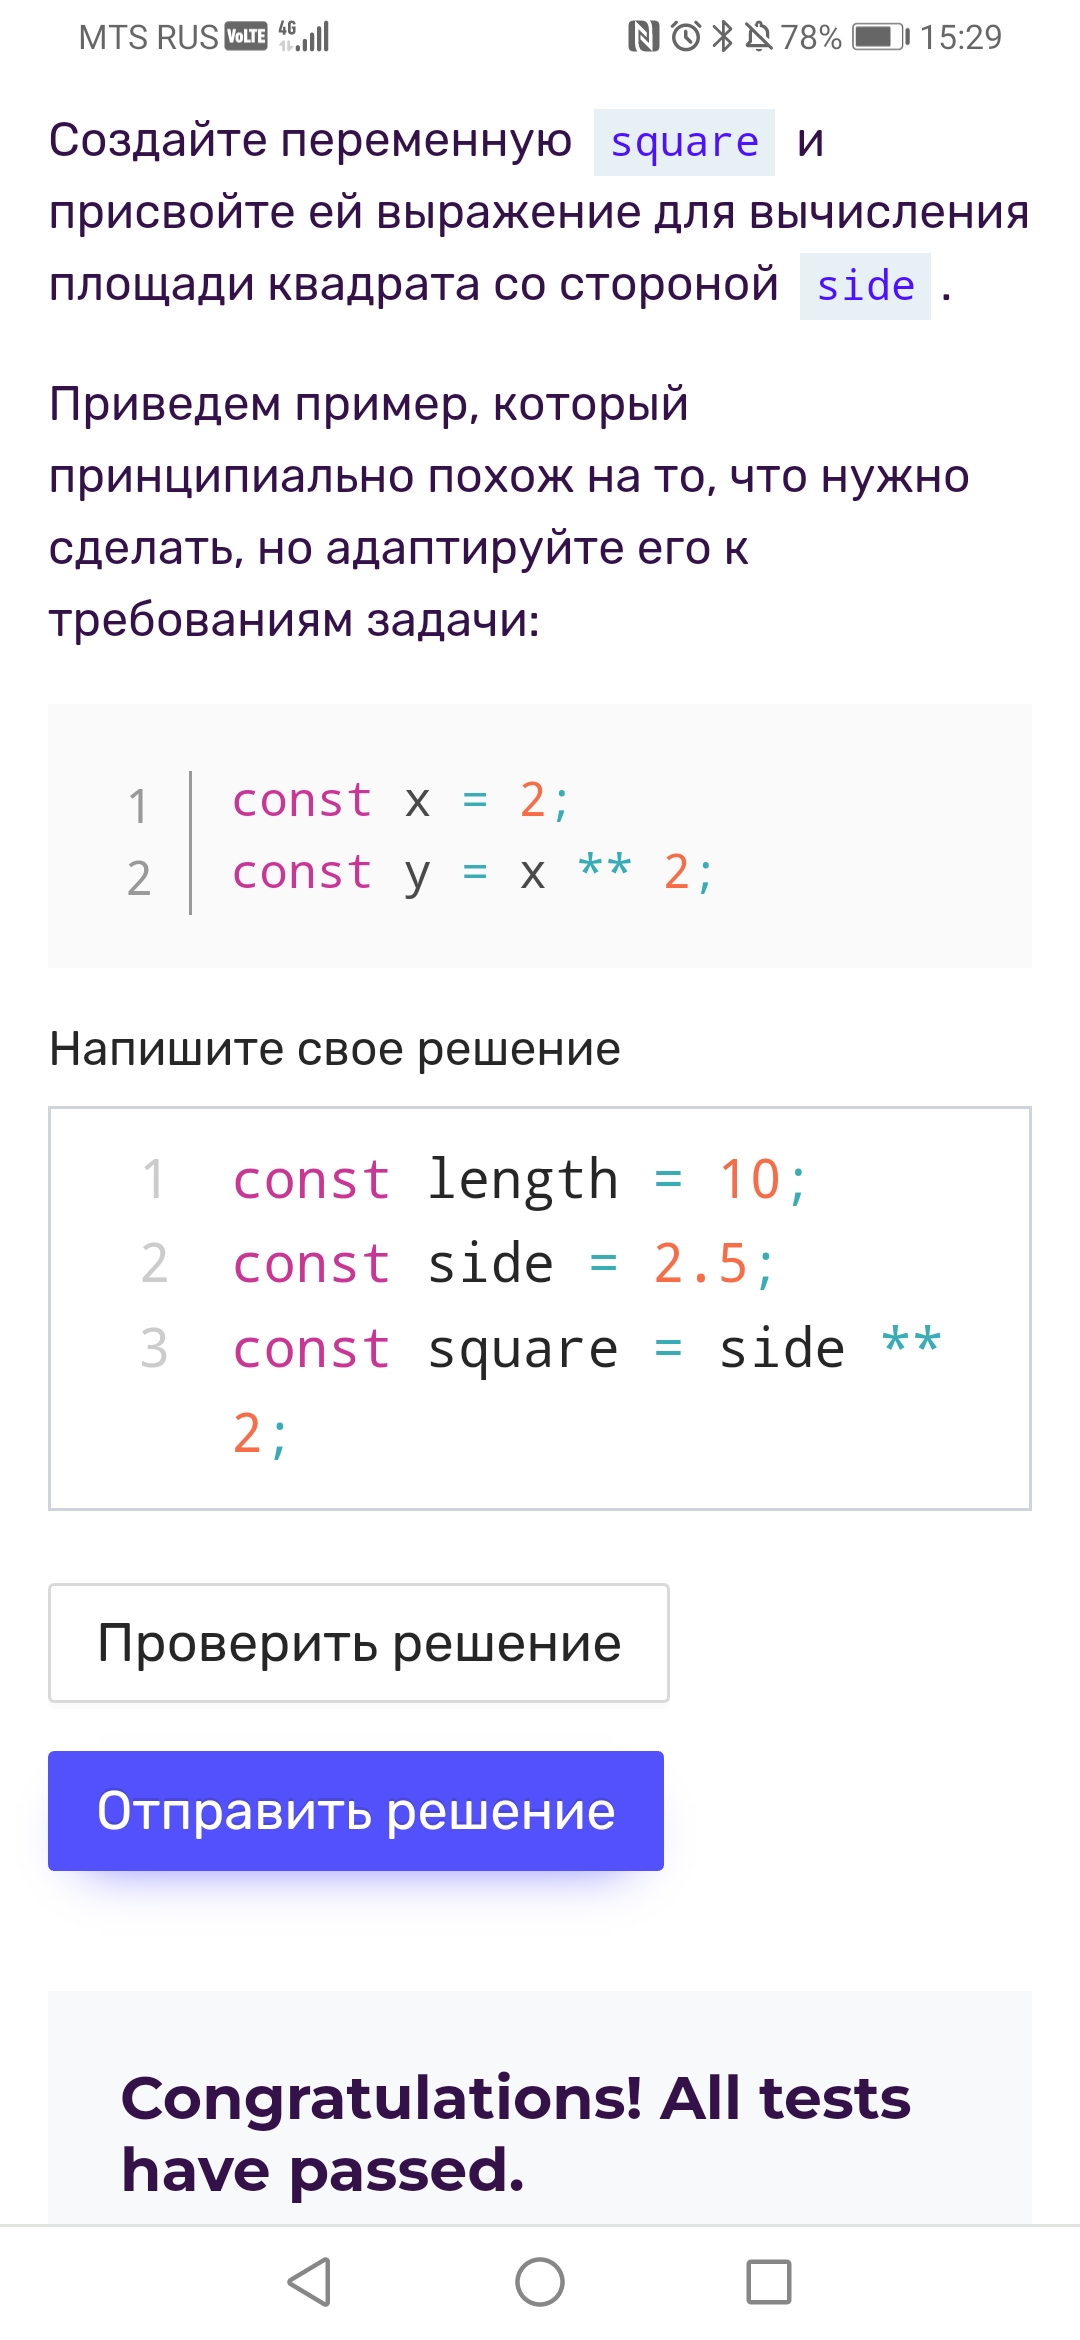 MTS RUS VoLTE 4G 78% 15:29
Создайте переменную square и
присвойте ей выражение для вычисления
площади квадрата со стороной side .
Приведем пример, который
принципиально похож на то, что нужно
сделать, но адаптируйте его к
требованиям задачи:
1 const x = 2;
2 const y = x ** 2;
Напишите свое решение
1 const length = 10;
2 const side = 2.5;
3 const square = side **
2;
Проверить решение
Отправить решение
Congratulations! All tests
have passed.